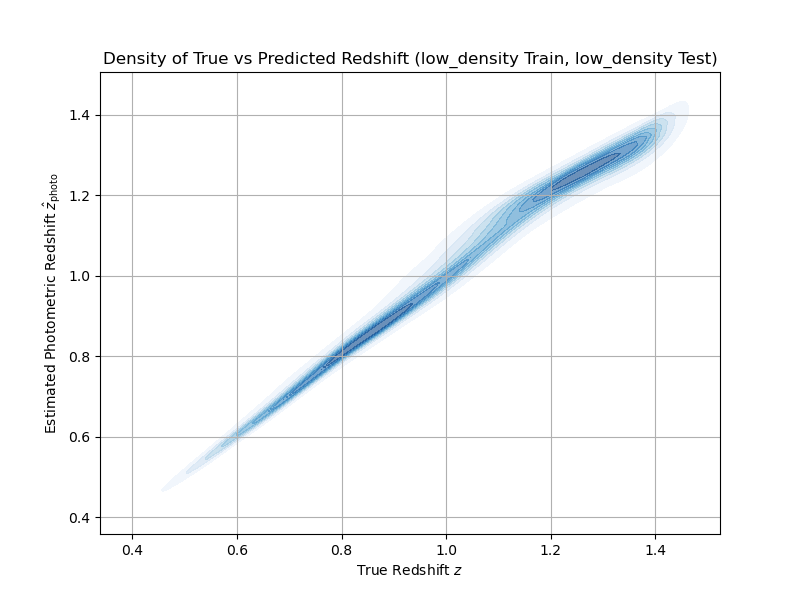 Density of True vs Predicted Redshift (low_density Train, low_density Test)
Estimated Photometric Redshift ẑ_photo
1.4
1.2
1.0
0.8
0.6
0.4
0.4 0.6 0.8 1.0 1.2 1.4
True Redshift z